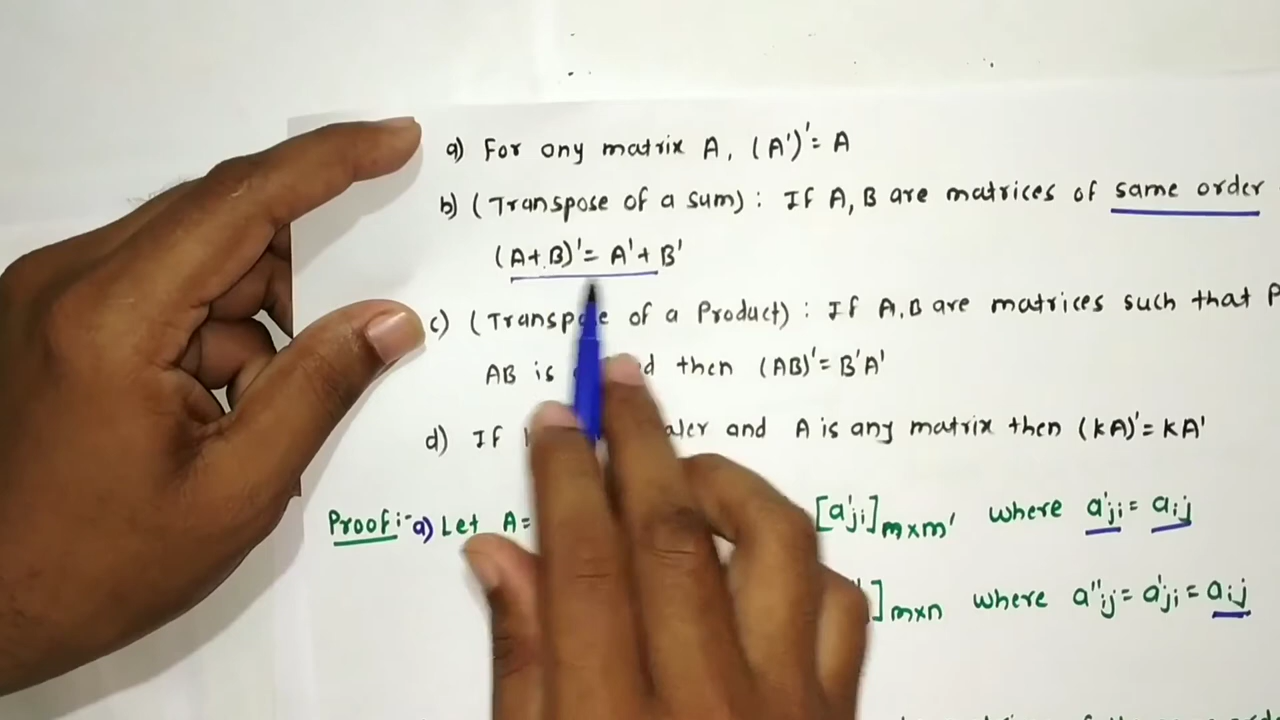 a) For any matrix A, (A')' = A
b) (Transpose of a sum) : If A, B are matrices of same order
(A+B)' = A' + B'
c) (Transpose of a Product) : If A, B are matrices such that P
AB is then (AB)' = B'A'
d) If and A is any matrix then (kA)' = kA'
Proof:- a) Let A = [a'ji]m×m' where a'ji = aij
]m×n where a''ij = a'ji = aij